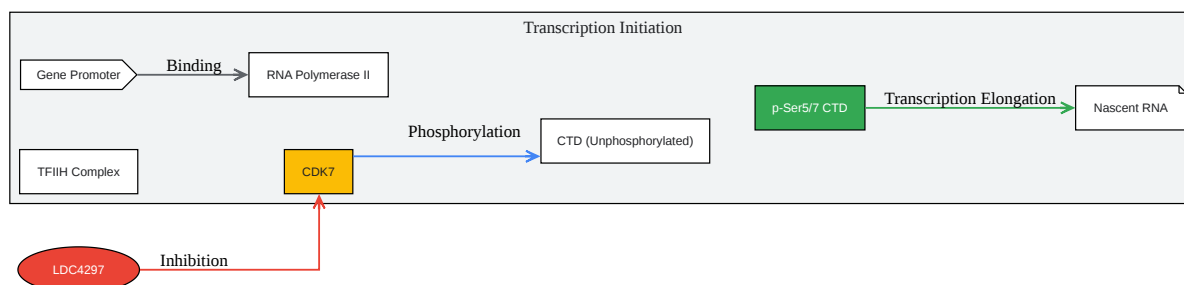 Transcription Initiation
Gene Promoter
Binding
RNA Polymerase II
p-Ser5/7 CTD
Transcription Elongation
Nascent RNA
Phosphorylation
CTD (Unphosphorylated)
TFIIH Complex
CDK7
LDC4297
Inhibition